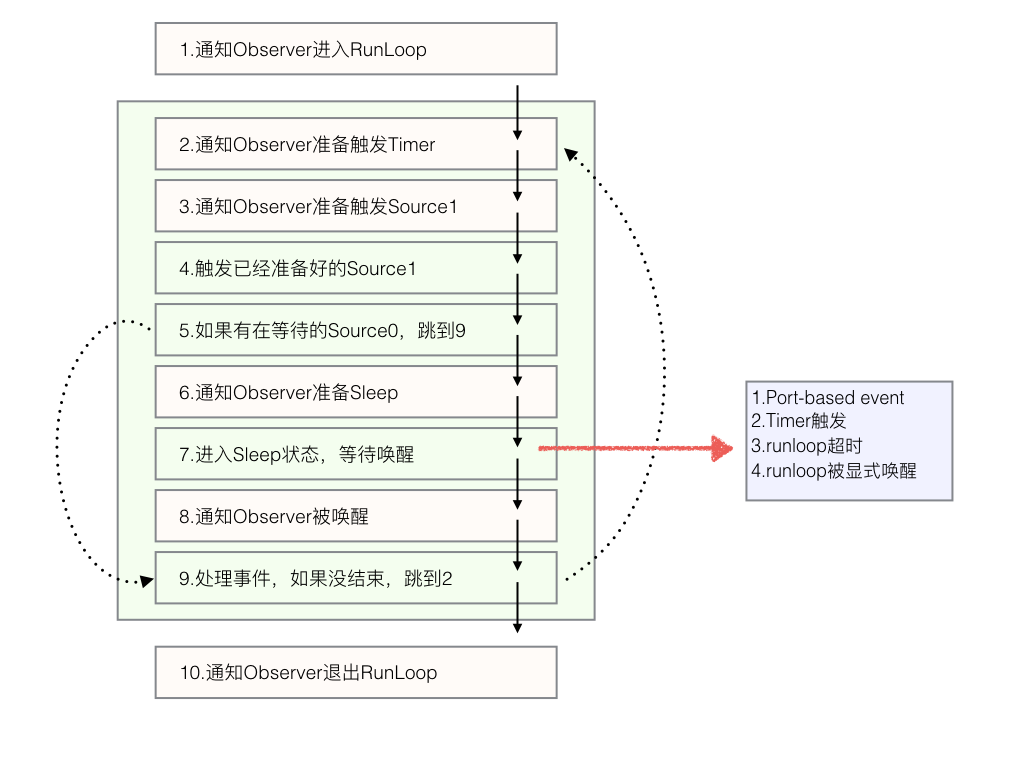 1.通知Observer进入RunLoop
2.通知Observer准备触发Timer
3.通知Observer准备触发Source1
4.触发已经准备好的Source1
5.如果有在等待的Source0，跳到9
6.通知Observer准备Sleep
7.进入Sleep状态，等待唤醒
8.通知Observer被唤醒
9.处理事件，如果没结束，跳到2
10.通知Observer退出RunLoop
1.Port-based event
2.Timer触发
3.runloop超时
4.runloop被显式唤醒